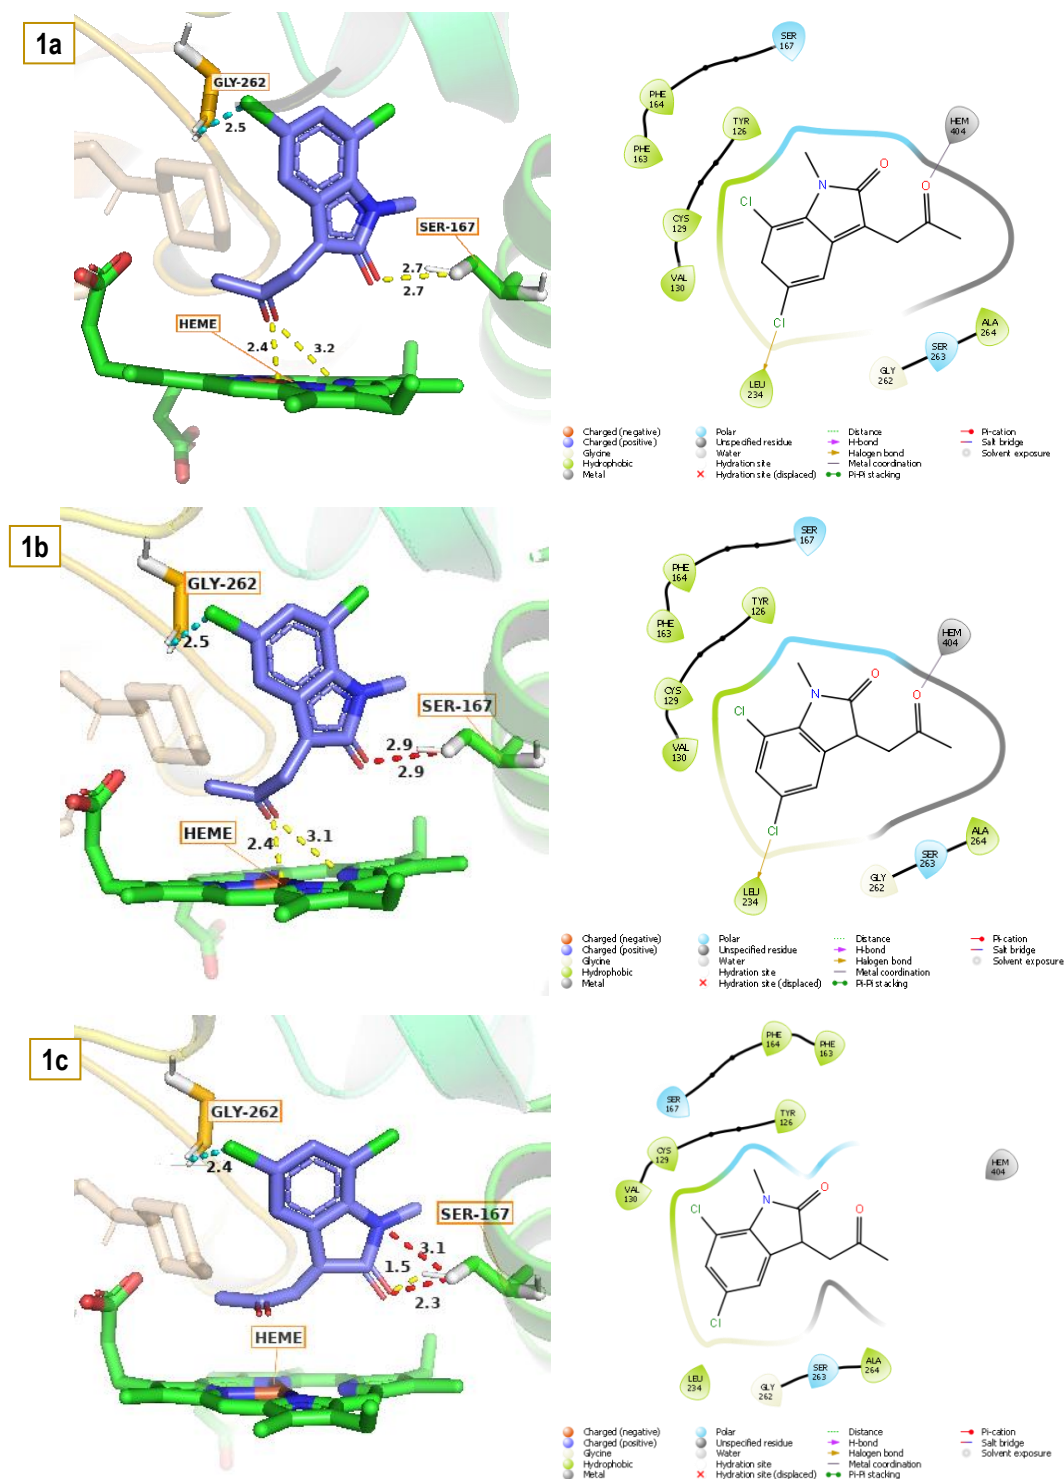 1a
GLY-262
2.5
SER-167
2.7
2.7
HEME
2.4
3.2
SER
167
PHE
164
PHE
163
TYR
126
HEM
404
CYS
129
VAL
130
N
O
O
Cl
Cl
LEU
234
GLY
262
SER
263
ALA
264
Charged (negative)
Charged (positive)
Glycine
Hydrophobic
Metal
Polar
Unspecified residue
Water
Hydration site
Hydration site (displaced)
Distance
H-bond
Halogen bond
Metal coordination
Pi-Pi stacking
Pi-cation
Salt bridge
Solvent exposure
1b
GLY-262
2.5
SER-167
2.9
2.9
HEME
2.4
3.1
SER
167
PHE
164
PHE
163
TYR
126
HEM
404
CYS
129
VAL
130
N
O
O
Cl
Cl
LEU
234
GLY
262
SER
263
ALA
264
Charged (negative)
Charged (positive)
Glycine
Hydrophobic
Metal
Polar
Unspecified residue
Water
Hydration site
Hydration site (displaced)
Distance
H-bond
Halogen bond
Metal coordination
Pi-Pi stacking
Pi-cation
Salt bridge
Solvent exposure
1c
GLY-262
2.4
SER-167
3.1
1.5
2.3
HEME
PHE
164
PHE
163
SER
167
TYR
126
CYS
129
VAL
130
HEM
404
N
O
O
Cl
Cl
LEU
234
GLY
262
SER
263
ALA
264
Charged (negative)
Charged (positive)
Glycine
Hydrophobic
Metal
Polar
Unspecified residue
Water
Hydration site
Hydration site (displaced)
Distance
H-bond
Halogen bond
Metal coordination
Pi-Pi stacking
Pi-cation
Salt bridge
Solvent exposure